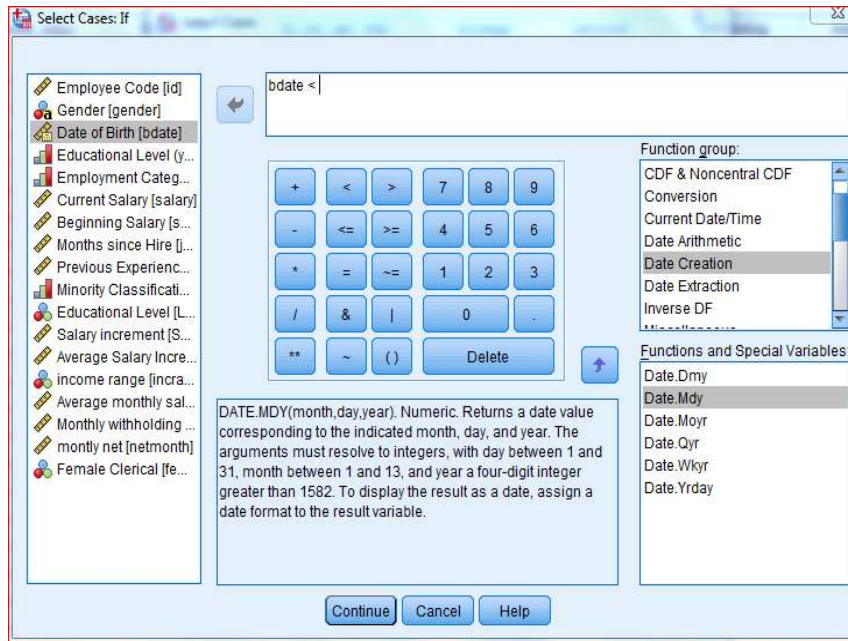 Select Cases: If
Employee Code [id]
Gender [gender]
Date of Birth [bdate]
Educational Level (y...
Employment Categ...
Current Salary [salary]
Beginning Salary [s...
Months since Hire [j...
Previous Experienc...
Minority Classificati...
Educational Level [L...
Salary increment [S...
Average Salary Incre...
income range [incra...
Average monthly sal...
Monthly withholding ...
montly net [netmonth]
Female Clerical [fe...
bdate <
+ < > 7 8 9
- <= >= 4 5 6
* = ~= 1 2 3
/ & | 0 .
** ~ ( ) Delete
Function group:
CDF & Noncentral CDF
Conversion
Current Date/Time
Date Arithmetic
Date Creation
Date Extraction
Inverse DF
Functions and Special Variables
Date.Dmy
Date.Mdy
Date.Moyr
Date.Qyr
Date.Wkyr
Date.Yrday
DATE.MDY(month,day,year). Numeric. Returns a date value
corresponding to the indicated month, day, and year. The
arguments must resolve to integers, with day between 1 and
31, month between 1 and 13, and year a four-digit integer
greater than 1582. To display the result as a date, assign a
date format to the result variable.
Continue Cancel Help